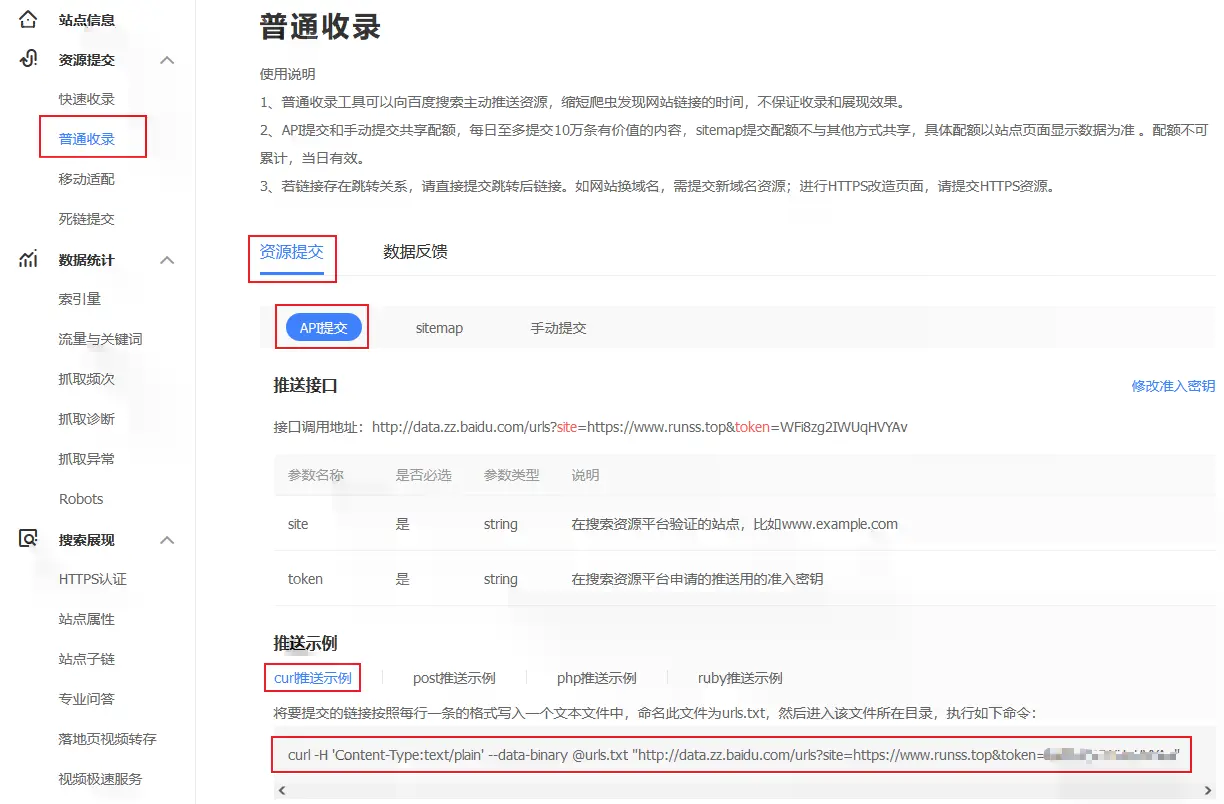 站点信息
资源提交
快速收录
普通收录
移动适配
死链提交
数据统计
索引量
流量与关键词
抓取频次
抓取诊断
抓取异常
Robots
搜索展现
HTTPS认证
站点属性
站点子链
专业问答
落地页视频转存
视频极速服务
普通收录
使用说明
1、普通收录工具可以向百度搜索主动推送资源，缩短爬虫发现网站链接的时间，不保证收录和展现效果。
2、API提交和手动提交共享配额，每日至多提交10万条有价值的内容，sitemap提交配额不与其他方式共享，具体配额以站点页面显示数据为准 。配额不可
累计，当日有效。
3、若链接存在跳转关系，请直接提交跳转后链接。如网站换域名，需提交新域名资源；进行HTTPS改造页面，请提交HTTPS资源。
资源提交 数据反馈
API提交 sitemap 手动提交
推送接口 修改准入密钥
接口调用地址：http://data.zz.baidu.com/urls?site=https://www.runss.top&token=WFi8zg2IWUqHVYAv
参数名称 是否必选 参数类型 说明
site 是 string 在搜索资源平台验证的站点，比如www.example.com
token 是 string 在搜索资源平台申请的推送用的准入密钥
推送示例
curl推送示例 post推送示例 php推送示例 ruby推送示例
将要提交的链接按照每行一条的格式写入一个文本文件中，命名此文件为urls.txt，然后进入该文件所在目录，执行如下命令：
curl -H 'Content-Type:text/plain' --data-binary @urls.txt "http://data.zz.baidu.com/urls?site=https://www.runss.top&token=